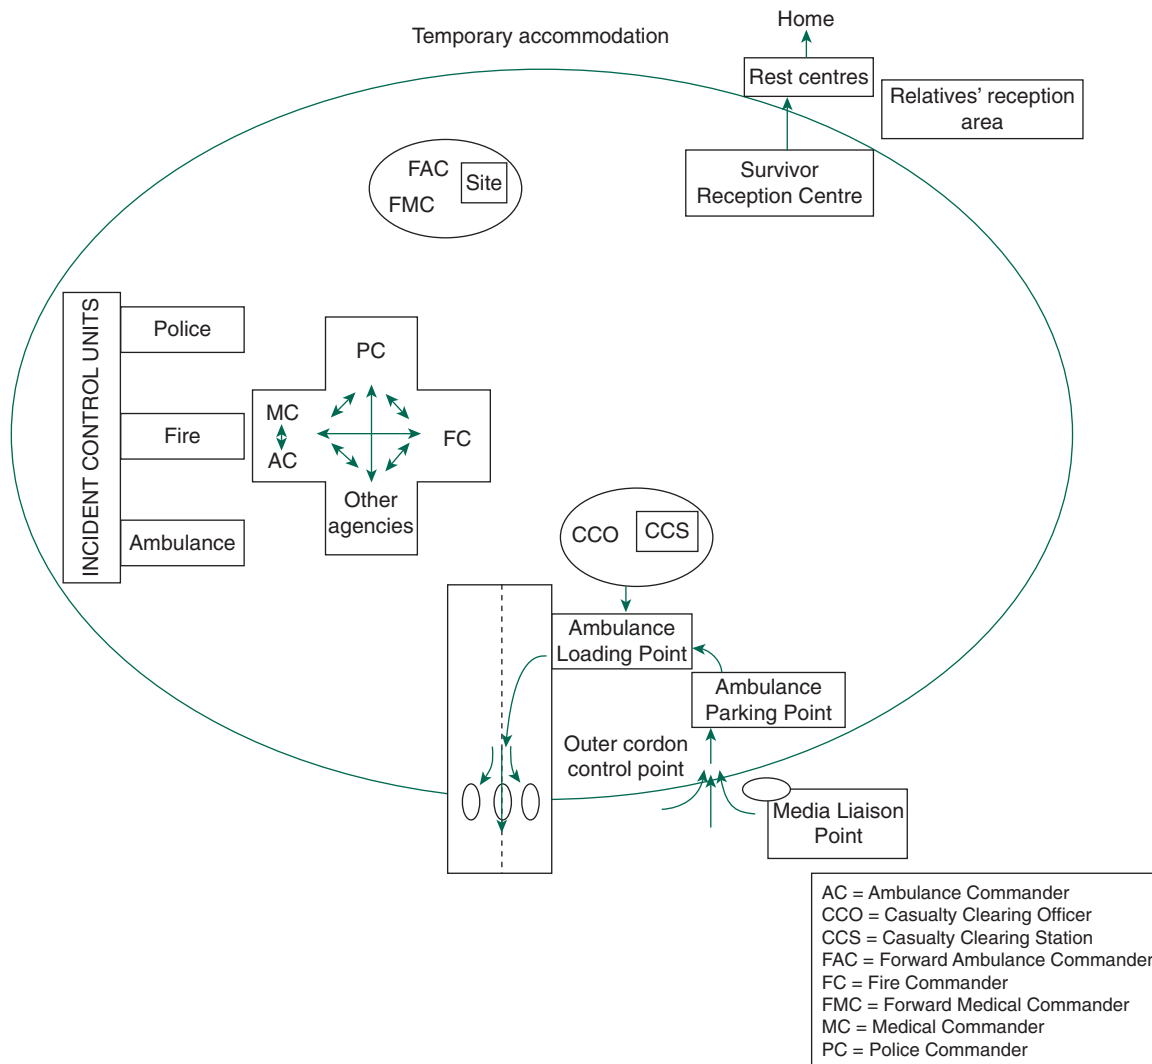 Home
Temporary accommodation
Rest centres
Relatives' reception
area
Survivor
Reception Centre
FAC
Site
FMC
INCIDENT CONTROL UNITS
Police
Fire
Ambulance
PC
MC
AC
FC
Other
agencies
CCO
CCS
Ambulance
Loading Point
Ambulance
Parking Point
Outer cordon
control point
Media Liaison
Point
AC = Ambulance Commander
CCO = Casualty Clearing Officer
CCS = Casualty Clearing Station
FAC = Forward Ambulance Commander
FC = Fire Commander
FMC = Forward Medical Commander
MC = Medical Commander
PC = Police Commander